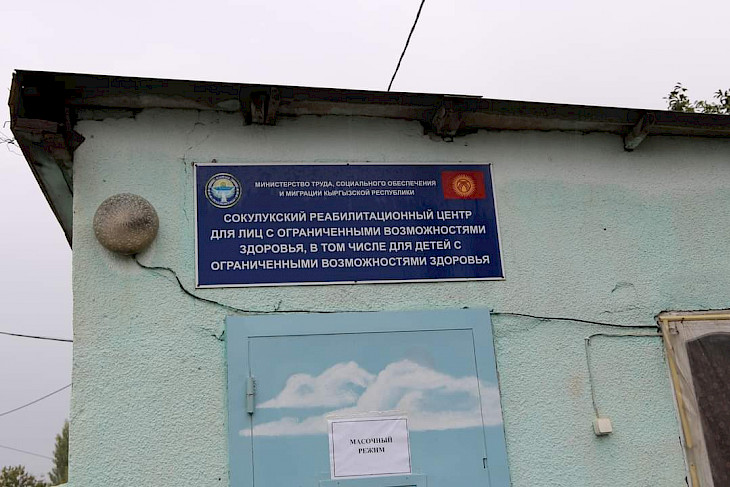 МИНИСТЕРСТВО ТРУДА, СОЦИАЛЬНОГО ОБЕСПЕЧЕНИЯ
И МИГРАЦИИ КЫРГЫЗСКОЙ РЕСПУБЛИКИ
СОКУЛУКСКИЙ РЕАБИЛИТАЦИОННЫЙ ЦЕНТР
ДЛЯ ЛИЦ С ОГРАНИЧЕННЫМИ ВОЗМОЖНОСТЯМИ
ЗДОРОВЬЯ, В ТОМ ЧИСЛЕ ДЛЯ ДЕТЕЙ С
ОГРАНИЧЕННЫМИ ВОЗМОЖНОСТЯМИ ЗДОРОВЬЯ
МАСОЧНЫЙ
РЕЖИМ